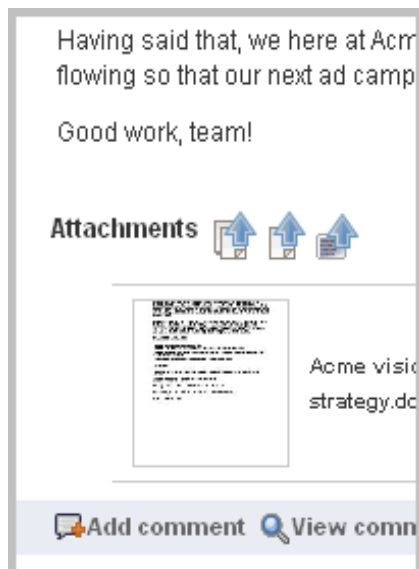 Having said that, we here at Acm
flowing so that our next ad camp
Good work, team!
Attachments
Acme visio
strategy.do
Add comment View comm